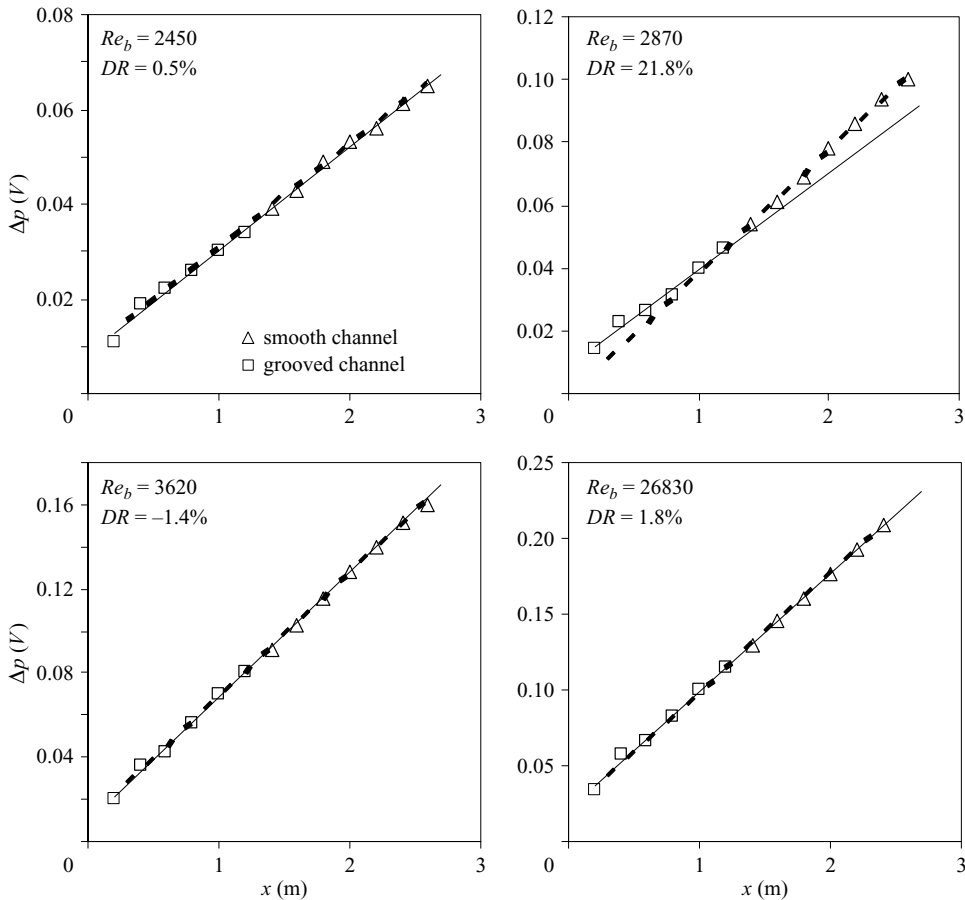 0.08
Re_b = 2450
DR = 0.5%
0.06
Δp (V)
0.04
0.02
△ smooth channel
□ grooved channel
0
1
2
3
0.12
Re_b = 2870
DR = 21.8%
0.10
0.08
0.06
0.04
0.02
0
1
2
3
Re_b = 3620
DR = –1.4%
0.16
0.12
Δp (V)
0.08
0.04
0
1
2
3
x (m)
0.25
Re_b = 26830
DR = 1.8%
0.20
0.15
0.10
0.05
0
1
2
3
x (m)